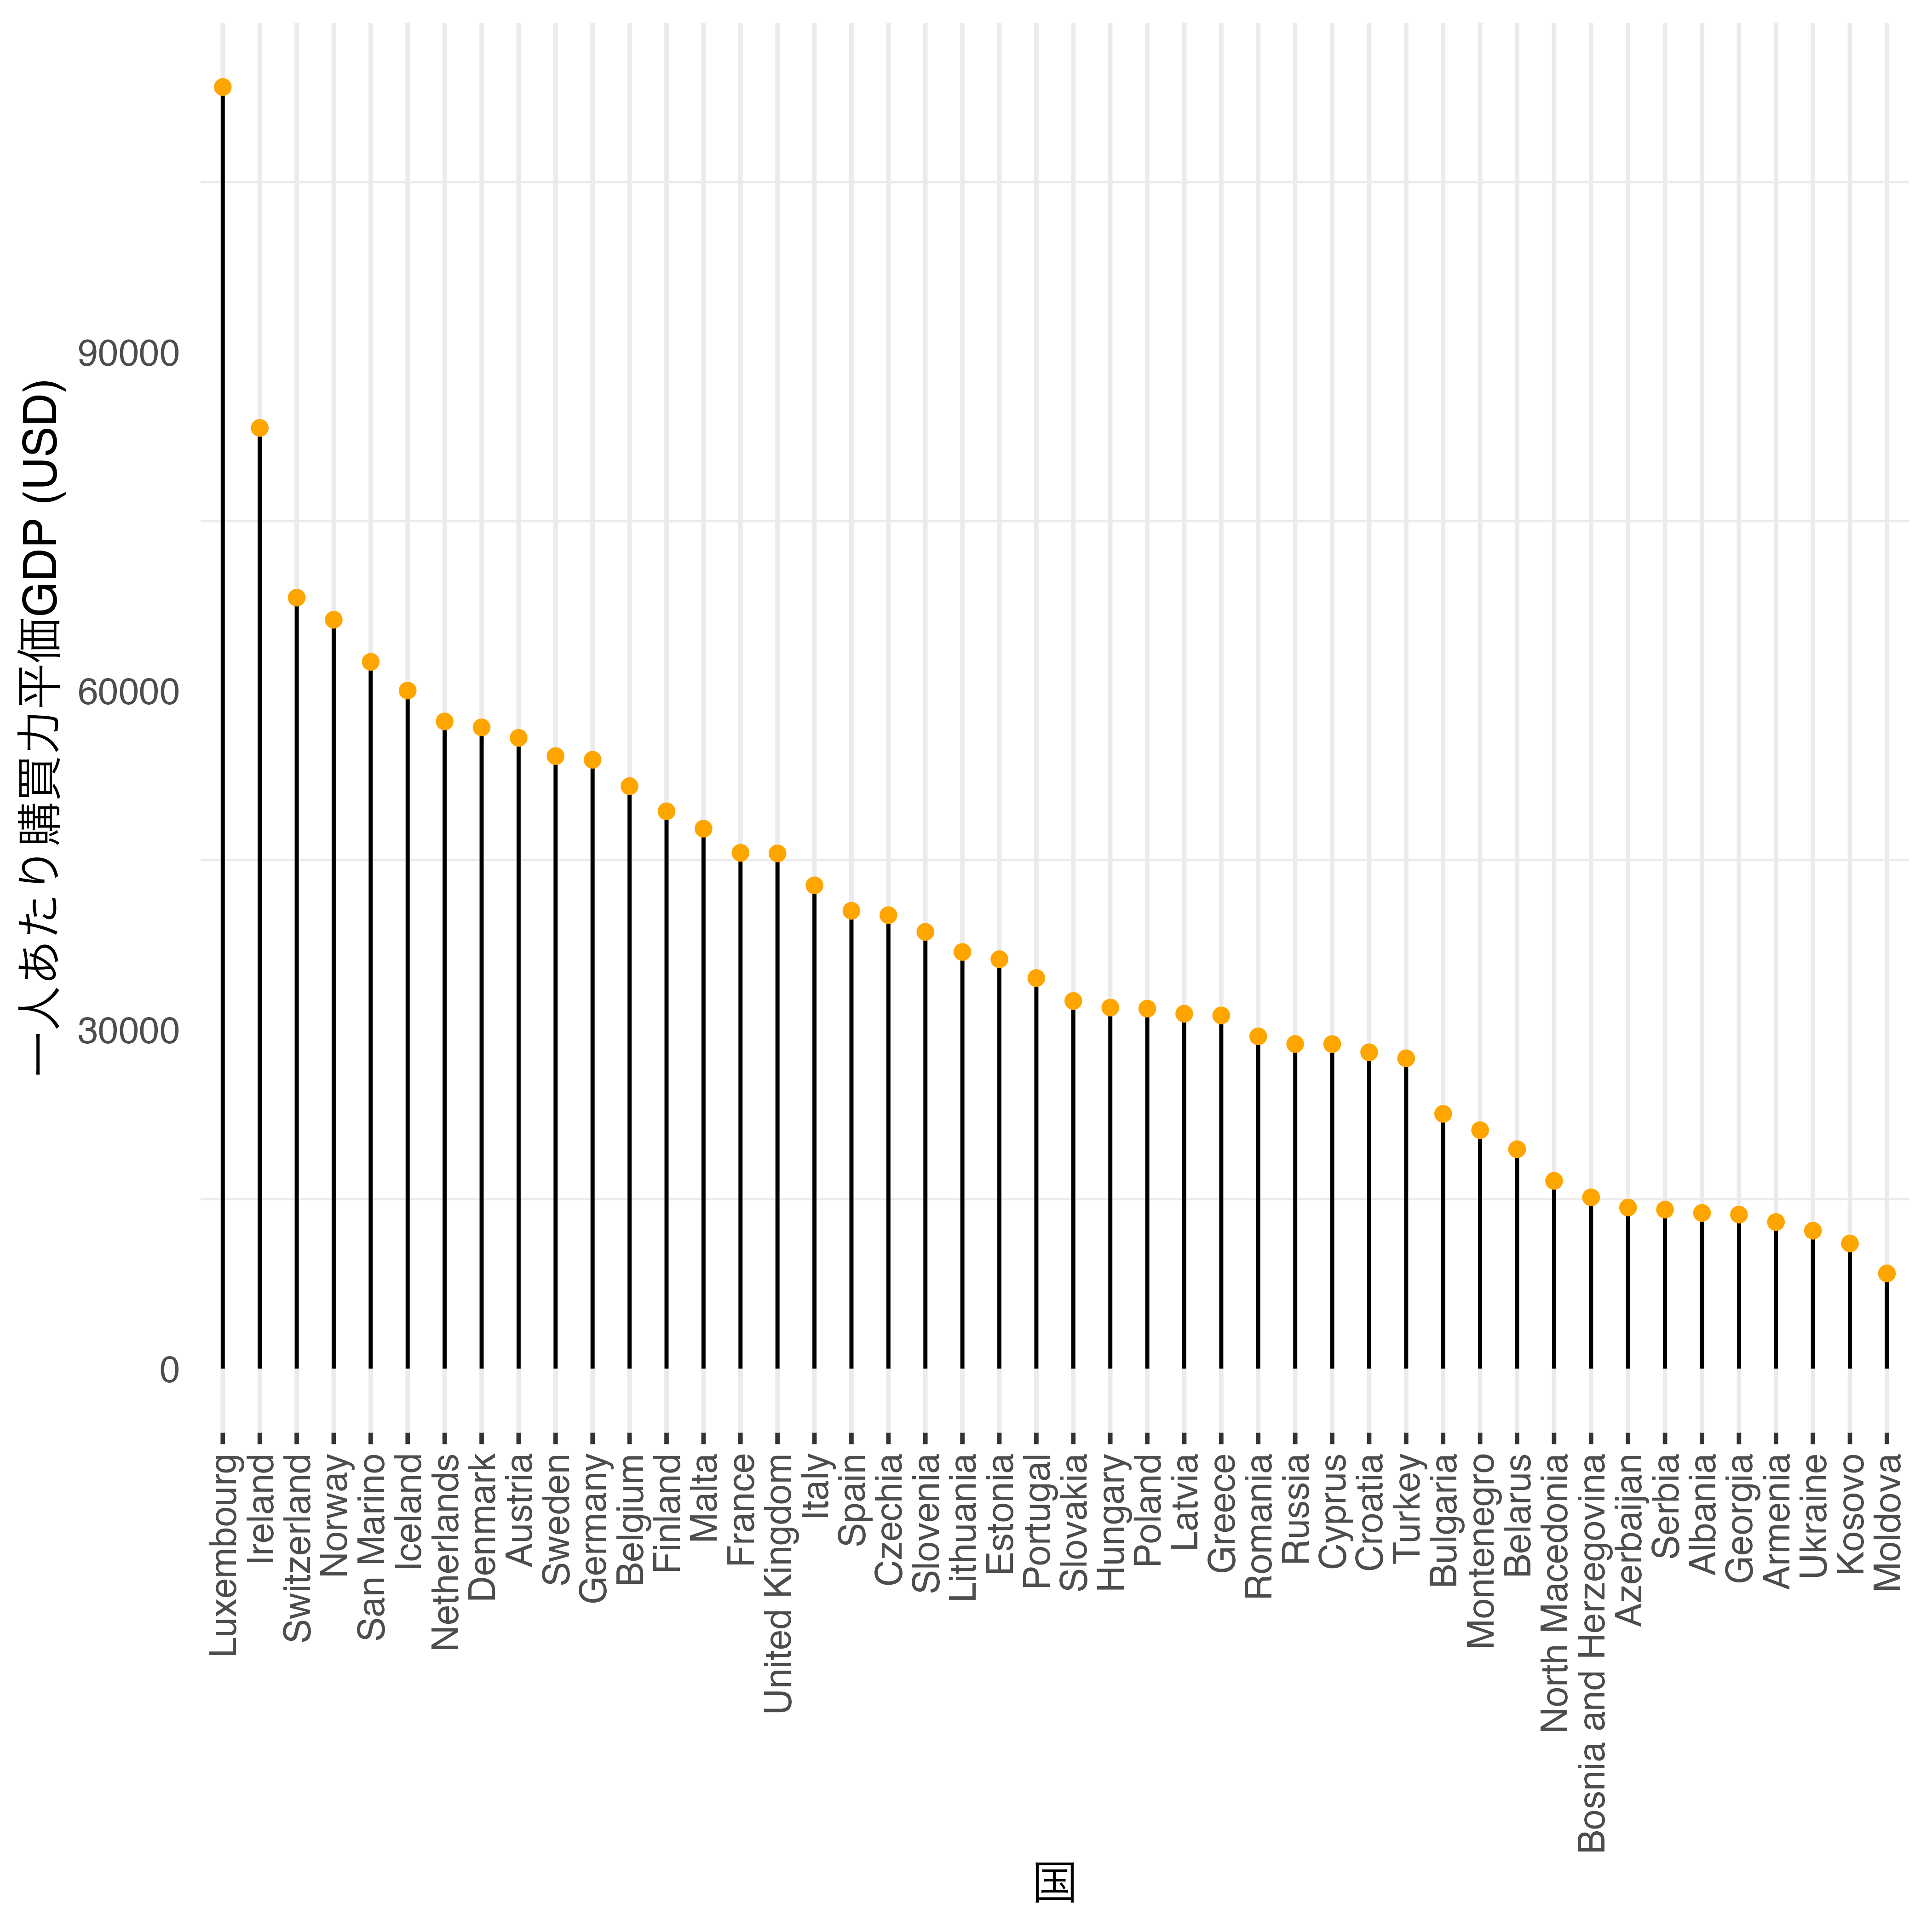 一人あたり購買力平価GDP (USD)
90000
60000
30000
0
Luxembourg
Ireland
Switzerland
Norway
San Marino
Iceland
Netherlands
Denmark
Austria
Sweden
Germany
Belgium
Finland
Malta
France
United Kingdom
Italy
Spain
Czechia
Slovenia
Lithuania
Estonia
Portugal
Slovakia
Hungary
Poland
Latvia
Greece
Romania
Russia
Cyprus
Croatia
Turkey
Bulgaria
Montenegro
Belarus
North Macedonia
Bosnia and Herzegovina
Azerbaijan
Serbia
Albania
Georgia
Armenia
Ukraine
Kosovo
Moldova
国